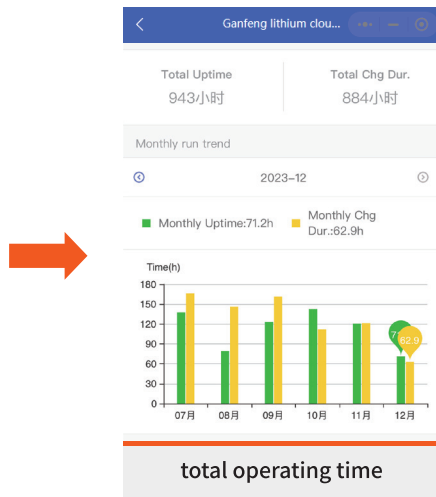 Ganfeng lithium clou...
Total Uptime
943小时
Total Chg Dur.
884小时
Monthly run trend
2023-12
Monthly Uptime:71.2h
Monthly Chg
Dur.:62.9h
Time(h)
180
150
120
90
60
30
0
07月 08月 09月 10月 11月 12月
62.9
total operating time